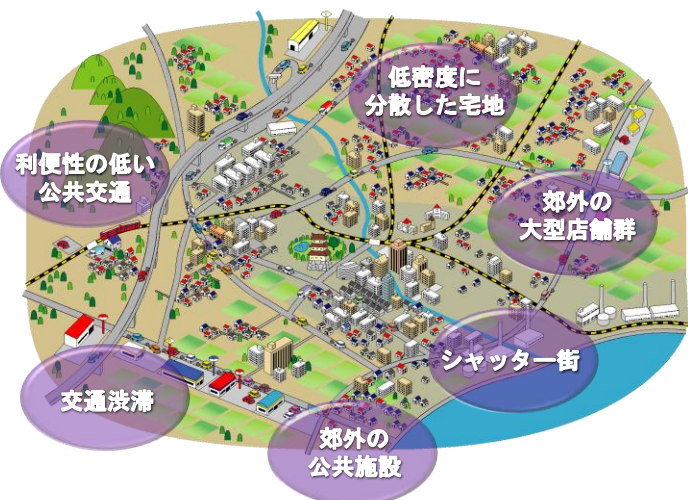 低密度に
分散した宅地
利便性の低い
公共交通
郊外の
大型店舗群
シャッター街
交通渋滞
郊外の
公共施設